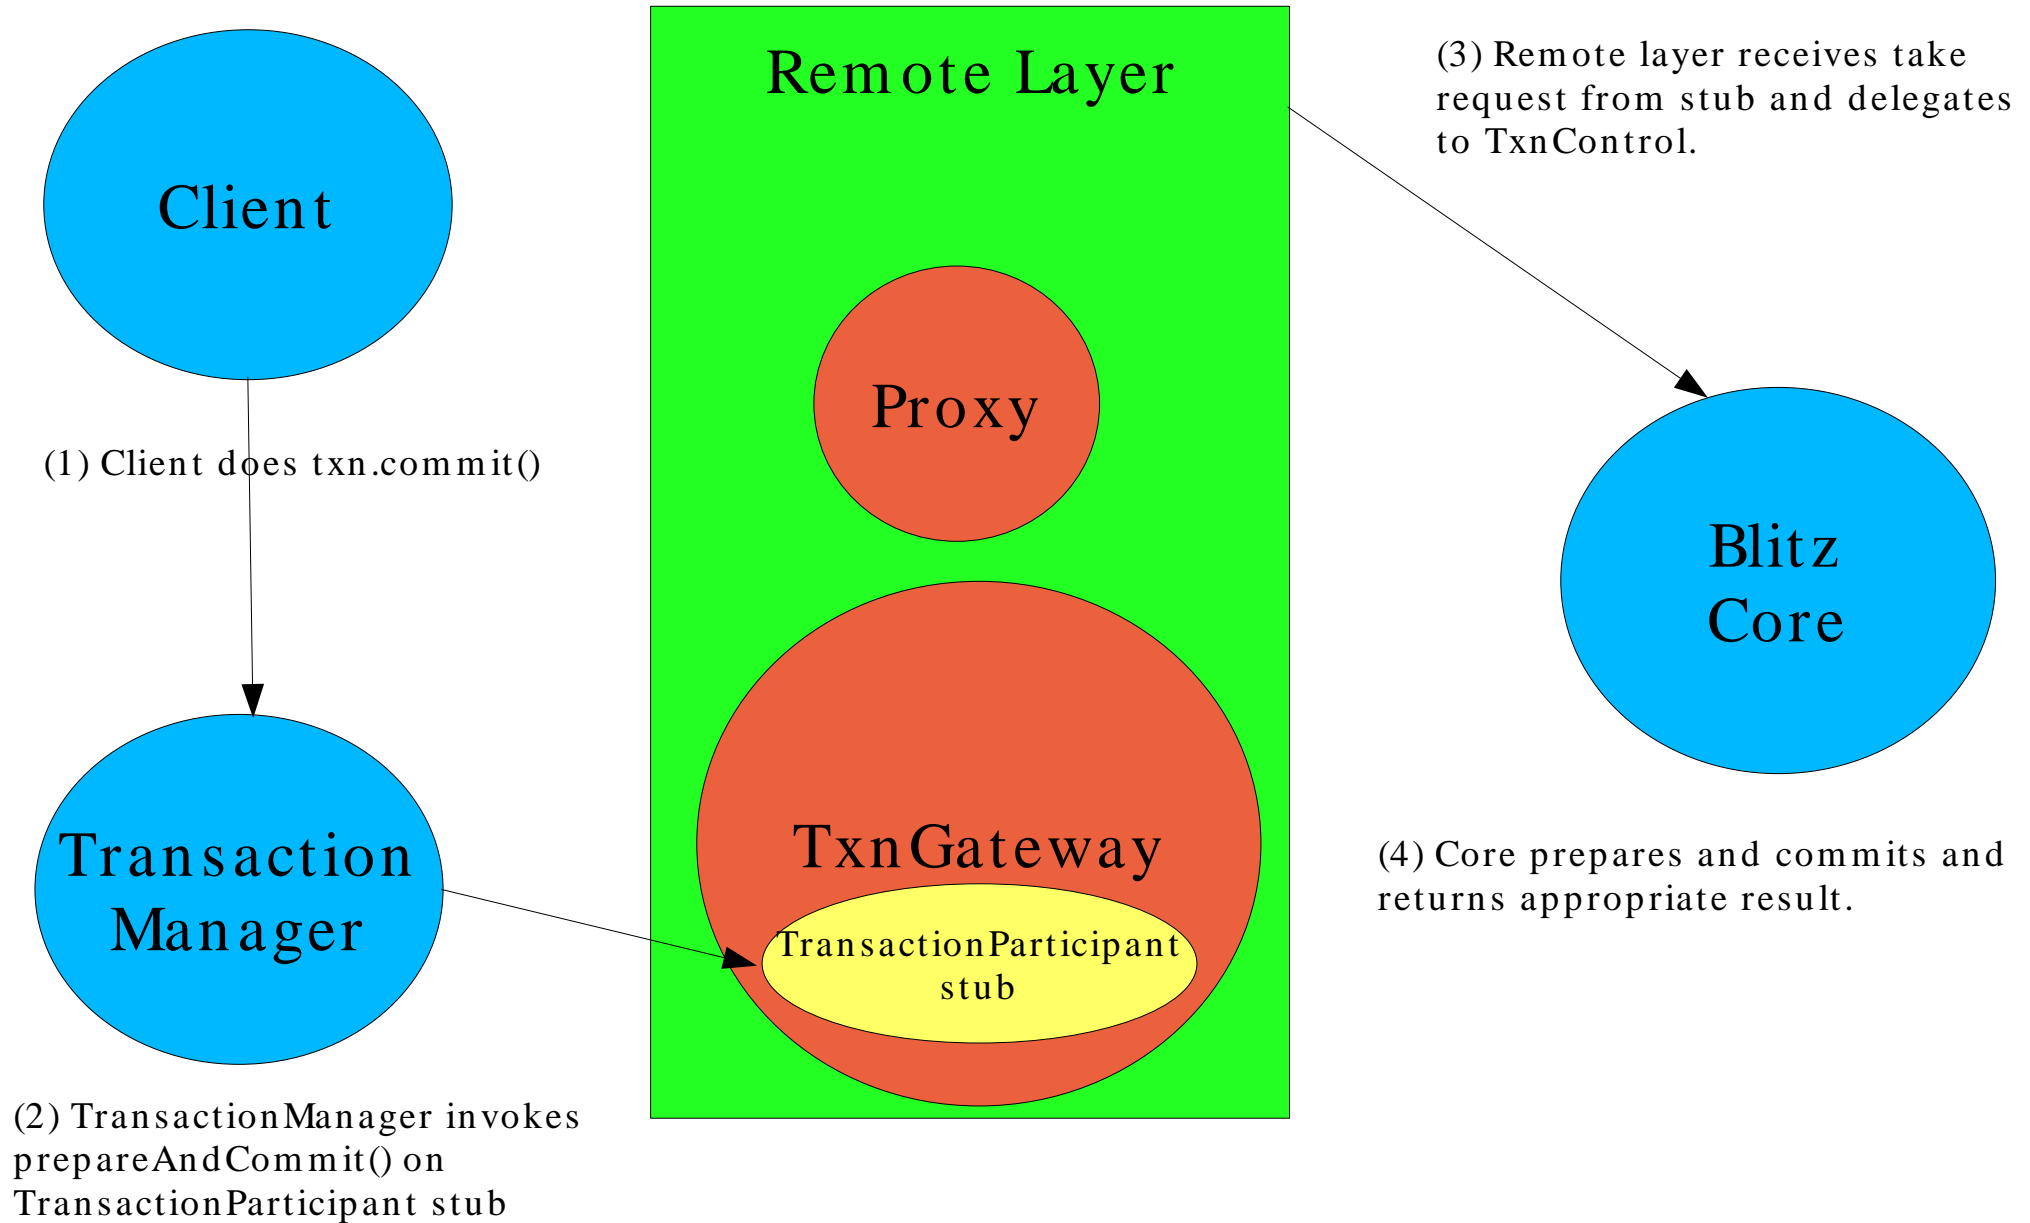 Client
(1) Client does txn.commit()
Transaction
Manager
(2) TransactionManager invokes
prepareAndCommit() on
TransactionParticipant stub
Remote Layer
Proxy
TxnGateway
TransactionParticipant
stub
(3) Remote layer receives take
request from stub and delegates
to TxnControl.
Blitz
Core
(4) Core prepares and commits and
returns appropriate result.